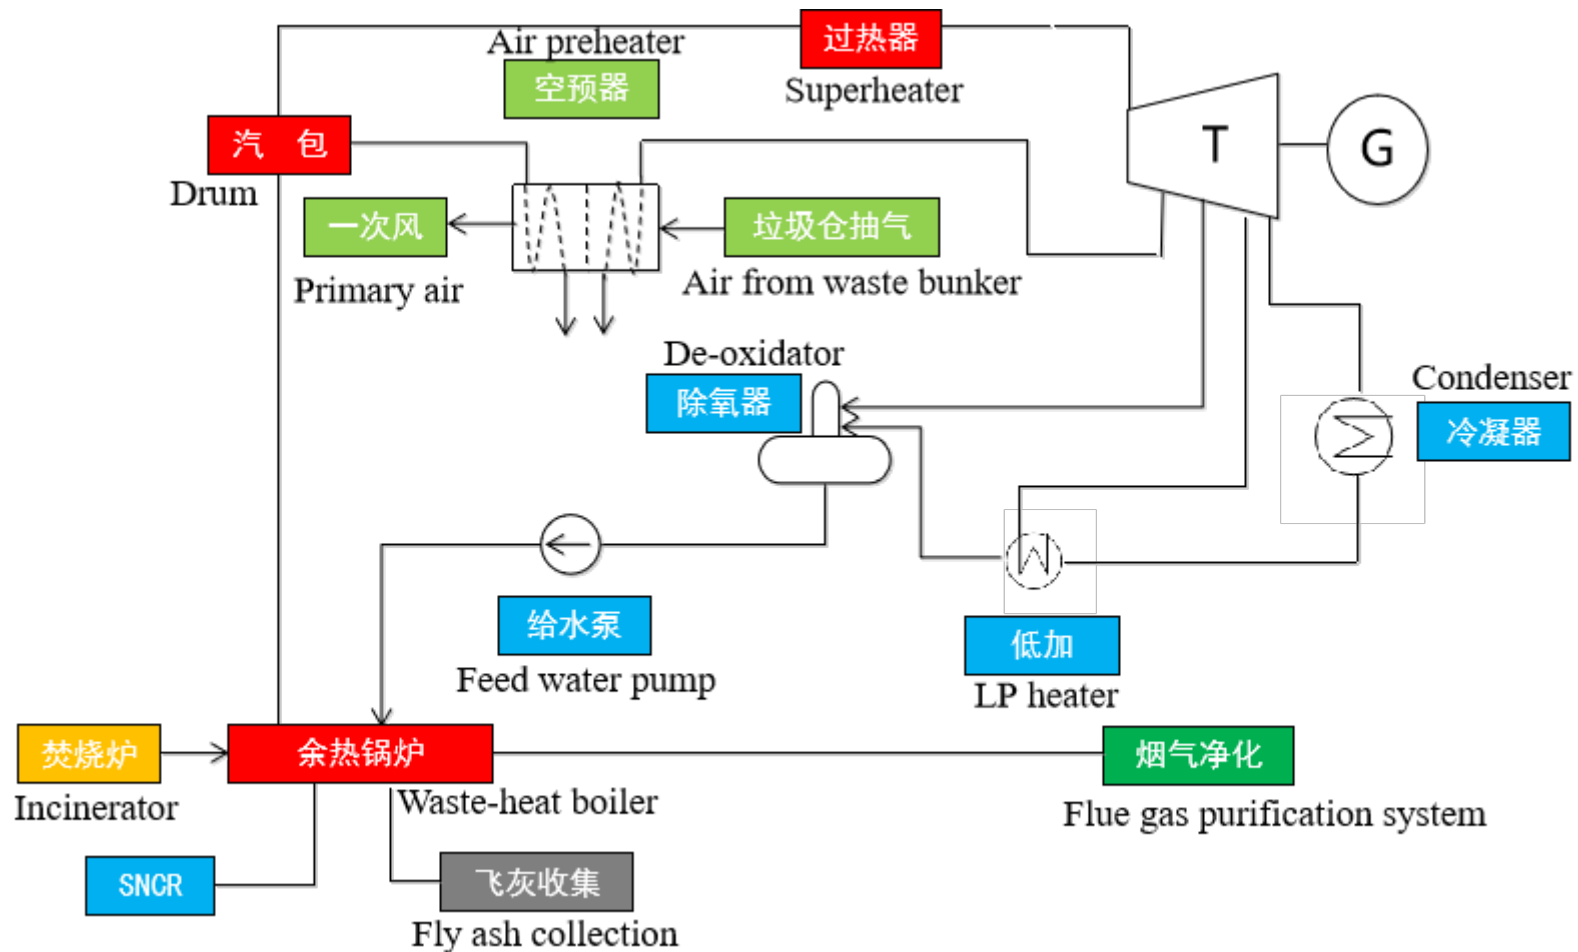 Air preheater
空预器
过热器
Superheater
汽 包
Drum
T
G
一次风
Primary air
垃圾仓抽气
Air from waste bunker
De-oxidator
除氧器
Condenser
冷凝器
给水泵
Feed water pump
低加
LP heater
焚烧炉
Incinerator
余热锅炉
Waste-heat boiler
烟气净化
Flue gas purification system
SNCR
飞灰收集
Fly ash collection